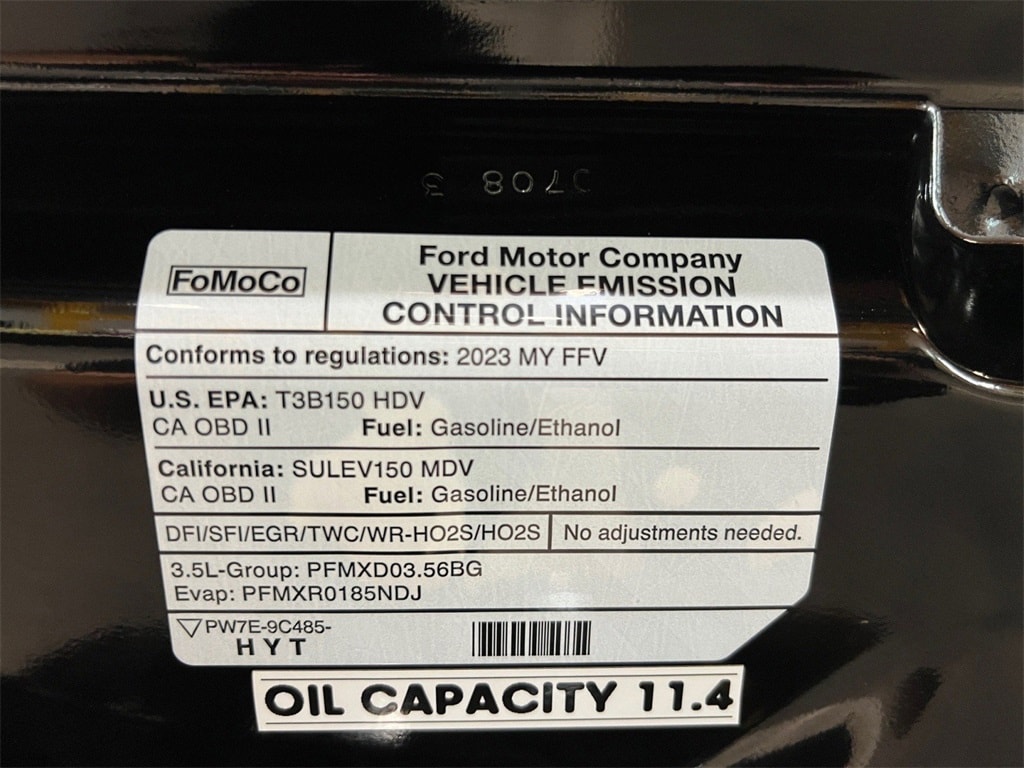 FoMoCo
Ford Motor Company
VEHICLE EMISSION
CONTROL INFORMATION
Conforms to regulations: 2023 MY FFV
U.S. EPA: T3B150 HDV
CA OBD II Fuel: Gasoline/Ethanol
California: SULEV150 MDV
CA OBD II Fuel: Gasoline/Ethanol
DFI/SFI/EGR/TWC/WR-HO2S/HO2S No adjustments needed.
3.5L-Group: PFMXD03.56BG
Evap: PFMXR0185NDJ
PW7E-9C485-
HYT
OIL CAPACITY 11.4